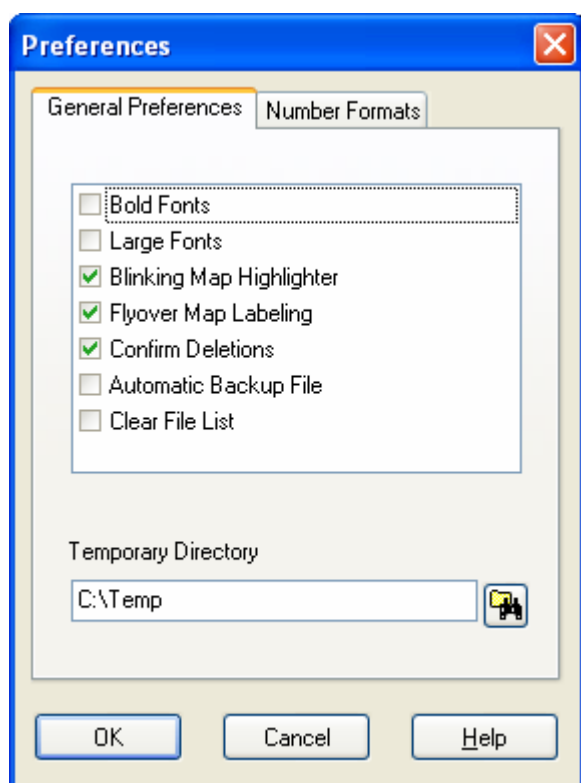 Preferences
General Preferences
Number Formats
Bold Fonts
Large Fonts
Blinking Map Highlighter
Flyover Map Labeling
Confirm Deletions
Automatic Backup File
Clear File List
Temporary Directory
C:\Temp
OK
Cancel
Help